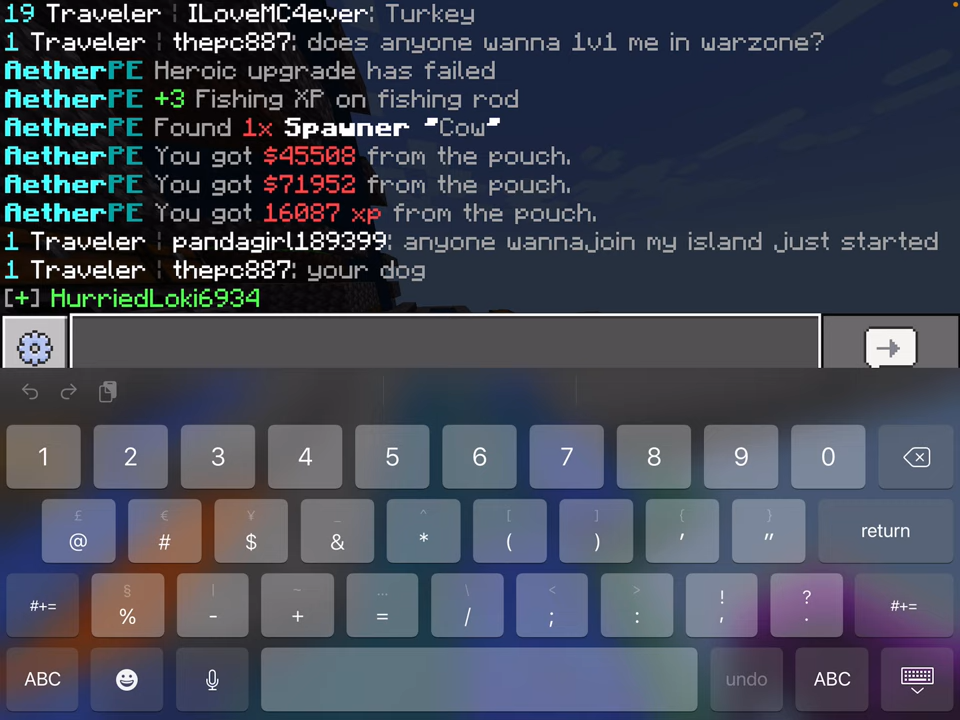 19 Traveler | ILoveMC4ever: Turkey
1 Traveler | thepc887: does anyone wanna 1v1 me in warzone?
AetherPE Heroic upgrade has failed
AetherPE +3 Fishing XP on fishing rod
AetherPE Found 1x Spawner "Cow"
AetherPE You got $45508 from the pouch.
AetherPE You got $71952 from the pouch.
AetherPE You got 16087 xp from the pouch.
1 Traveler | pandagirl189399: anyone wannajoin my island just started
1 Traveler | thepc887: your dog
[+] HurriedLoki6934
1 2 3 4 5 6 7 8 9 0
£ € ¥ _ ^ [ ] { }
@ # $ & * ( ) ' " return
§ | ~ … \ < > ! ?
#+= % - + = / ; : , . #+=
ABC undo ABC